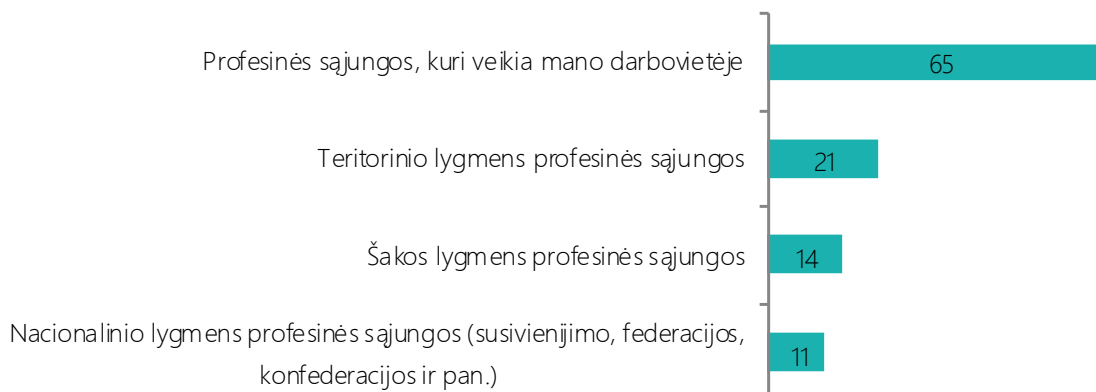 Profesinės sąjungos, kuri veikia mano darbovietėje
65
Teritorinio lygmens profesinės sąjungos
21
Šakos lygmens profesinės sąjungos
14
Nacionalinio lygmens profesinės sąjungos (susivienijimo, federacijos,
konfederacijos ir pan.)
11